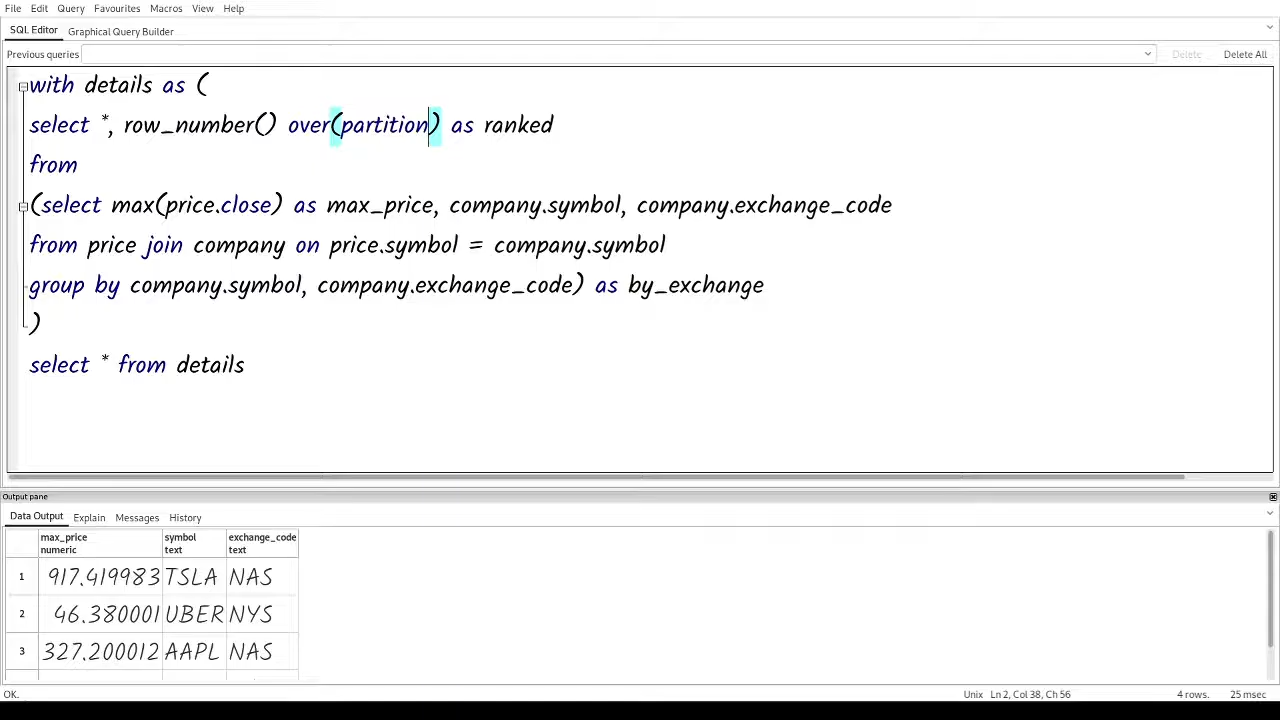 File Edit Query Favourites Macros View Help
SQL Editor Graphical Query Builder
Previous queries Delete Delete All
with details as (
select *, row_number() over(partition) as ranked
from
(select max(price.close) as max_price, company.symbol, company.exchange_code
from price join company on price.symbol = company.symbol
group by company.symbol, company.exchange_code) as by_exchange
)
select * from details
Output pane
Data Output Explain Messages History
max_price symbol exchange_code
numeric text text
1 917.419983 TSLA NAS
2 46.380001 UBER NYS
3 327.200012 AAPL NAS
OK. Unix Ln 2, Col 38, Ch 56 4 rows. 25 msec